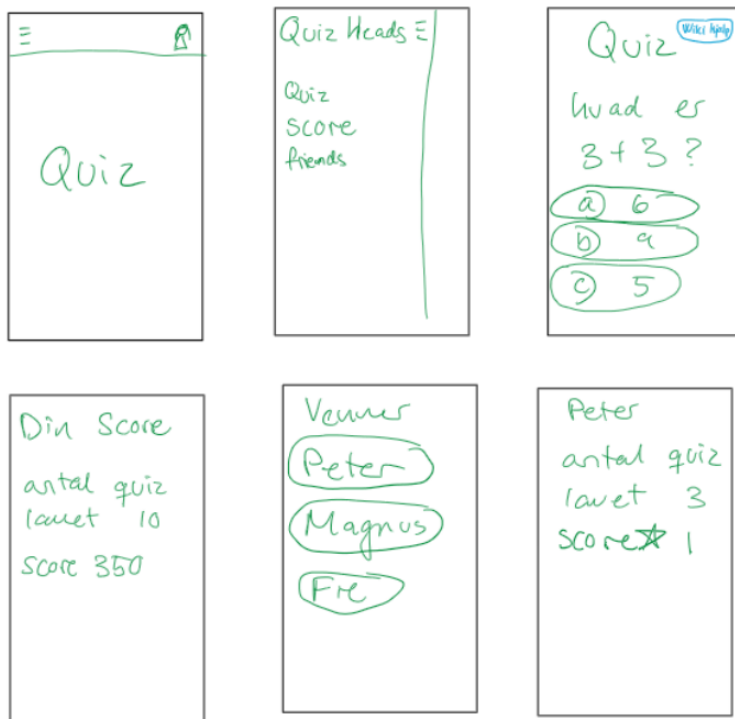 Quiz
Quiz Heads
Quiz
Score
friends
Quiz
Wiki hjælp
hvad er
3 + 3 ?
a) 6
b) 9
c) 5
Din Score
antal quiz
lavet 10
score 350
Venner
Peter
Magnus
Fre
Peter
antal quiz
lavet 3
score 1